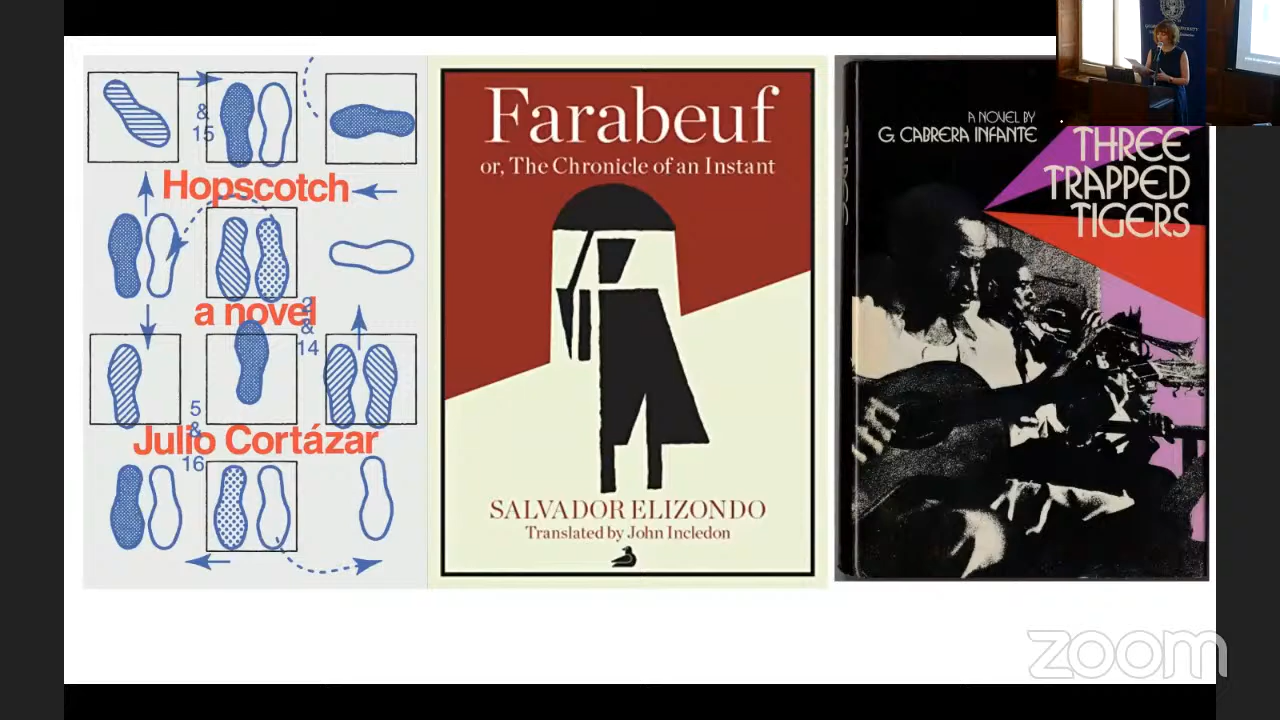 &
15
Hopscotch
a novel
&
14
5
&
Julio Cortázar
16
Farabeuf
or, The Chronicle of an Instant
SALVADOR ELIZONDO
Translated by John Incledon
A NOVEL BY
G. CABRERA INFANTE
THREE
TRAPPED
TIGERS
zoom